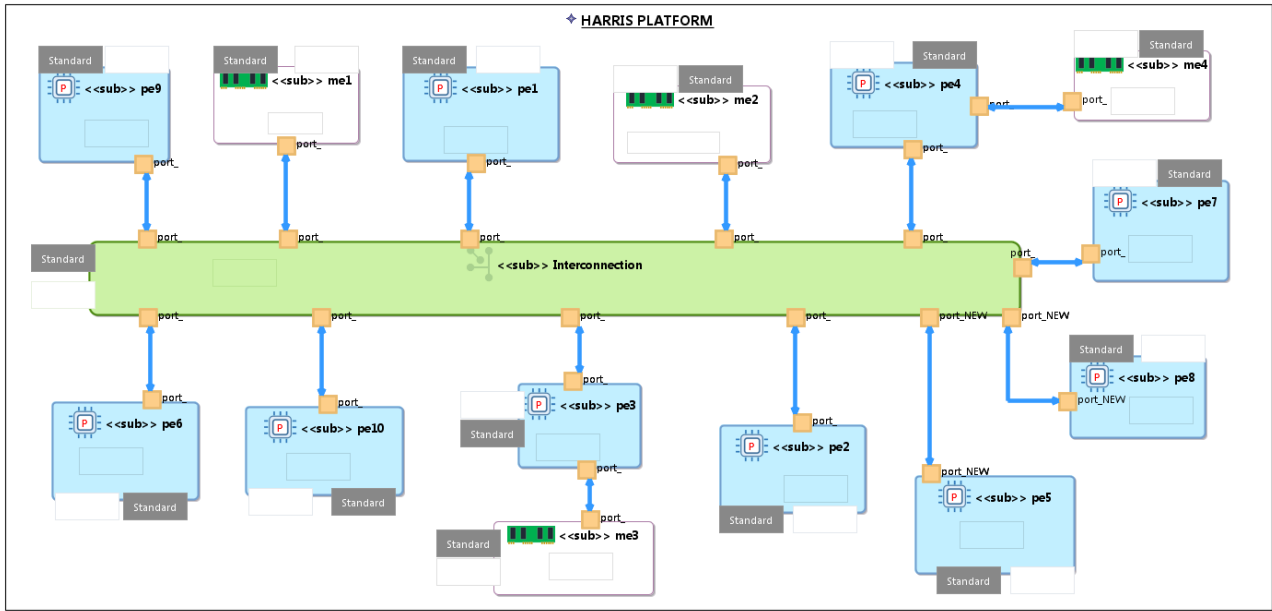 HARRIS PLATFORM
Standard
P
<<sub>> pe9
port_
port_
Standard
<<sub>> me1
port_
port_
Standard
P
<<sub>> pe1
port_
port_
Standard
<<sub>> me2
port_
port_
Standard
P
<<sub>> pe4
port_
port_
port_
Standard
<<sub>> me4
port_
Standard
P
<<sub>> pe7
port_
port_
Standard
<<sub>> Interconnection
port_
port_
P
<<sub>> pe6
Standard
port_
port_
P
<<sub>> pe10
Standard
port_
port_
P
<<sub>> pe3
Standard
port_
port_
<<sub>> me3
Standard
port_
port_
P
<<sub>> pe2
Standard
port_NEW
port_NEW
P
<<sub>> pe5
Standard
port_NEW
Standard
P
<<sub>> pe8
port_NEW